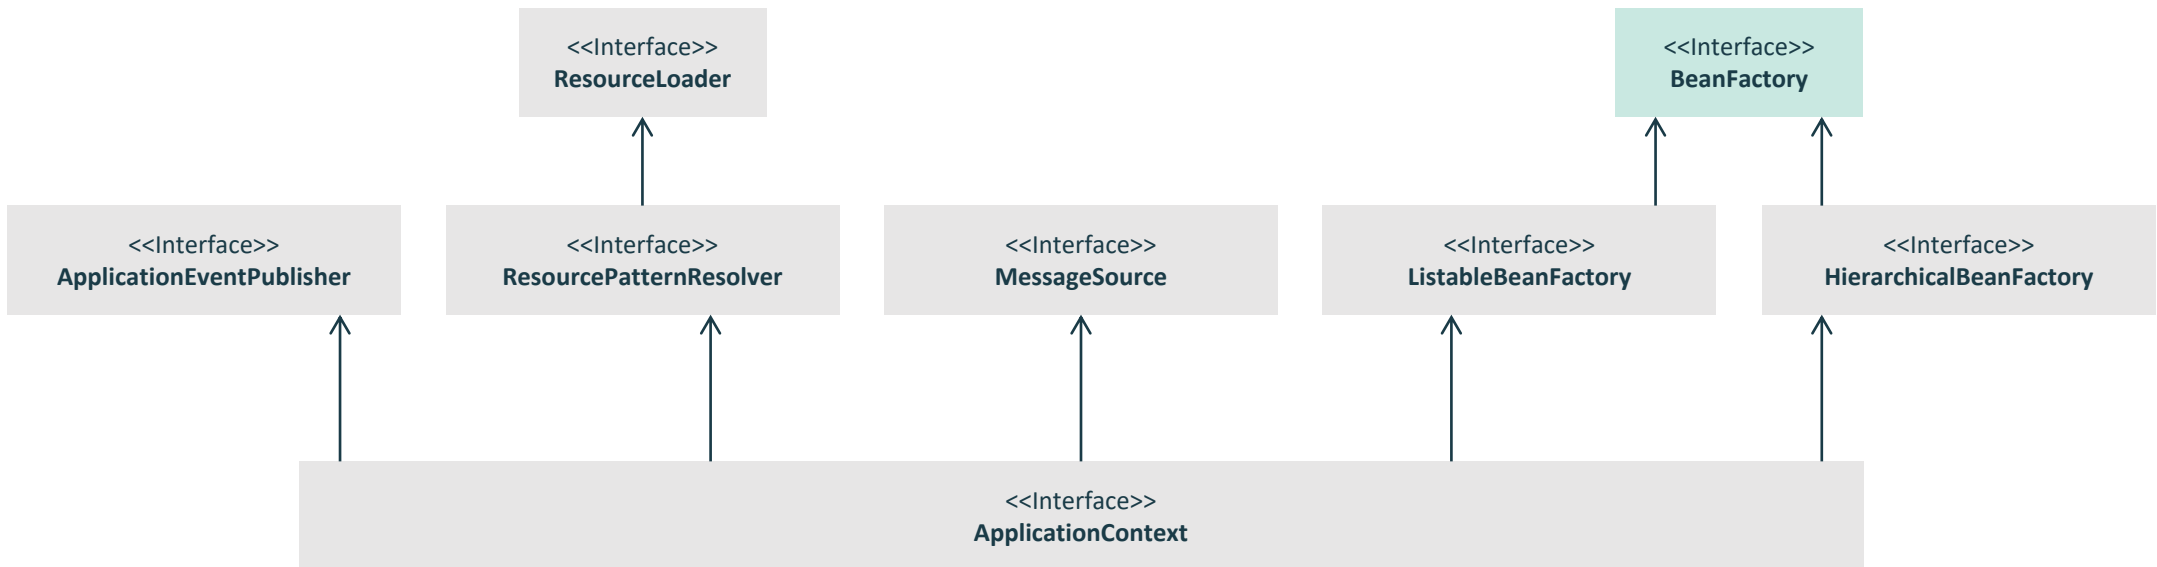 <<Interface>>
ResourceLoader
<<Interface>>
BeanFactory
<<Interface>>
ApplicationEventPublisher
<<Interface>>
ResourcePatternResolver
<<Interface>>
MessageSource
<<Interface>>
ListableBeanFactory
<<Interface>>
HierarchicalBeanFactory
<<Interface>>
ApplicationContext